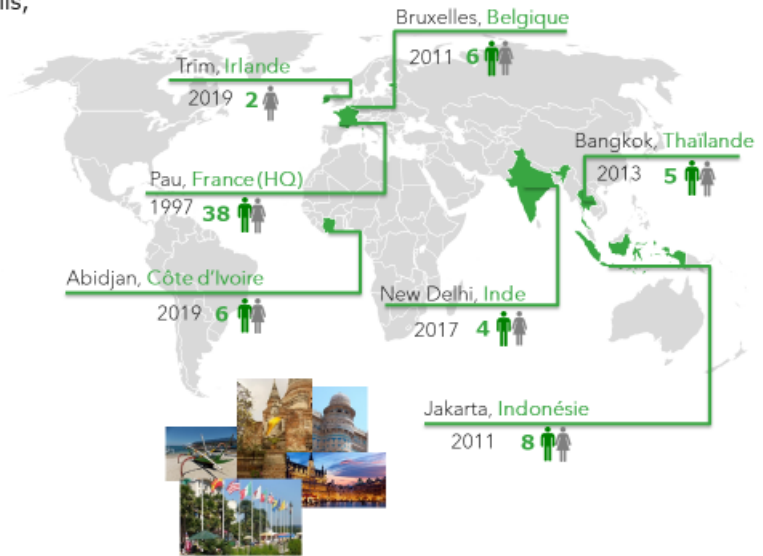 Bruxelles, Belgique
2011 6
Trim, Irlande
2019 2
Bangkok, Thaïlande
2013 5
Pau, France (HQ)
1997 38
Abidjan, Côte d'Ivoire
2019 6
New Delhi, Inde
2017 4
Jakarta, Indonésie
2011 8